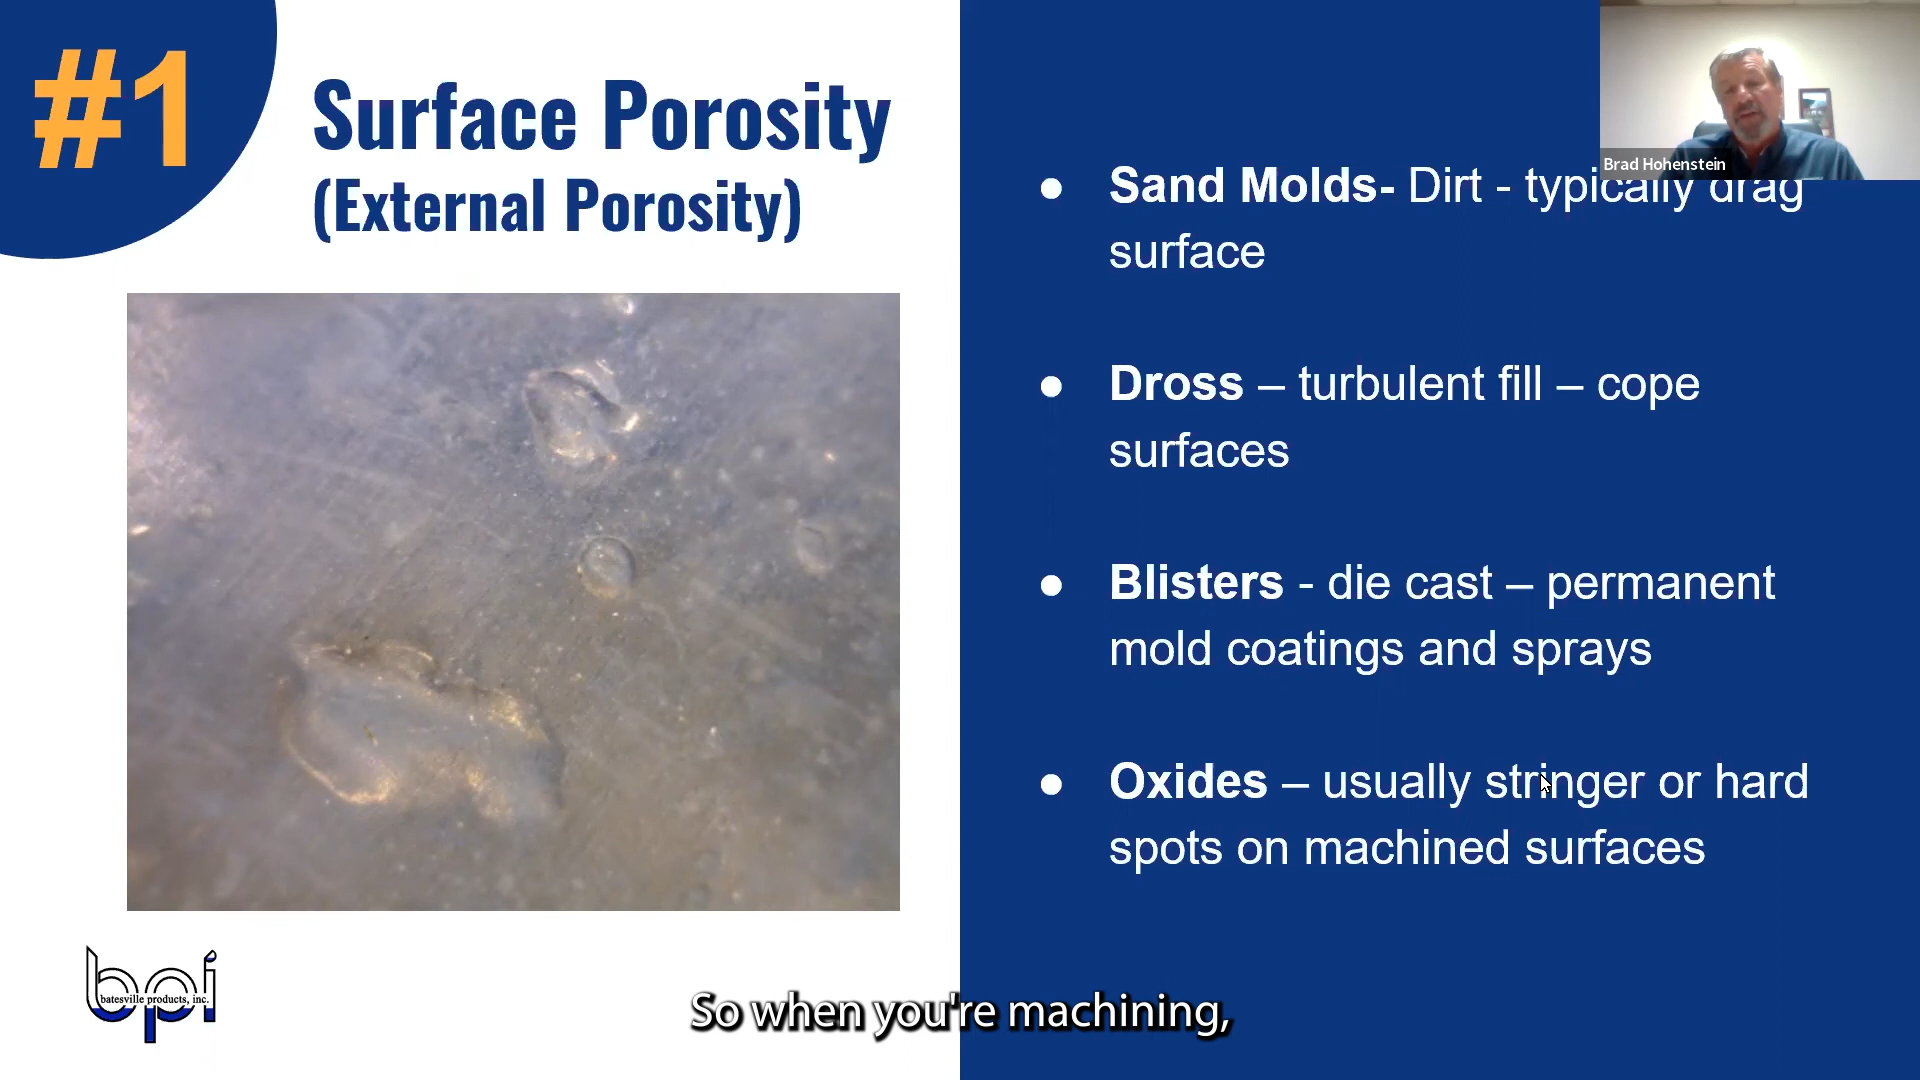 #1
Surface Porosity
(External Porosity)
Brad Hohenstein
● Sand Molds- Dirt - typically drag
surface
● Dross – turbulent fill – cope
surfaces
● Blisters - die cast – permanent
mold coatings and sprays
● Oxides – usually stringer or hard
spots on machined surfaces
bpi
batesville products, inc.
So when you're machining,